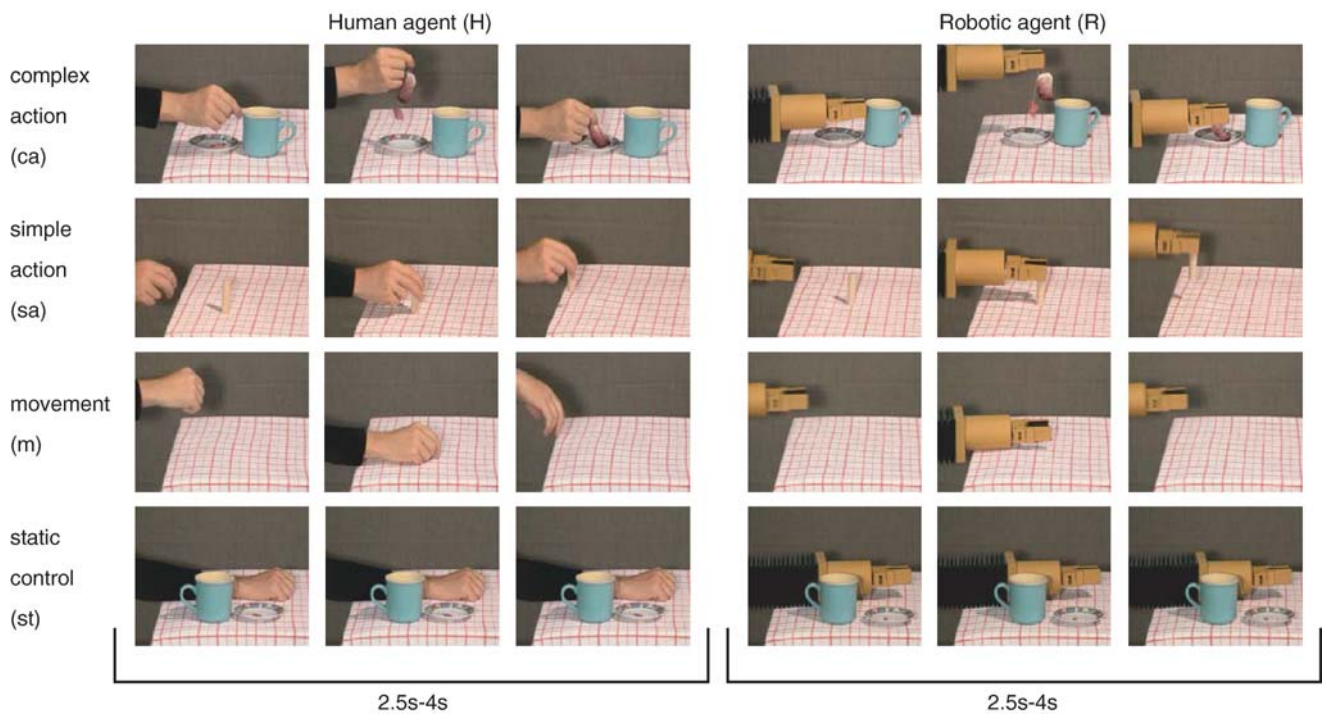 Human agent (H)
Robotic agent (R)
complex
action
(ca)
simple
action
(sa)
movement
(m)
static
control
(st)
2.5s-4s
2.5s-4s